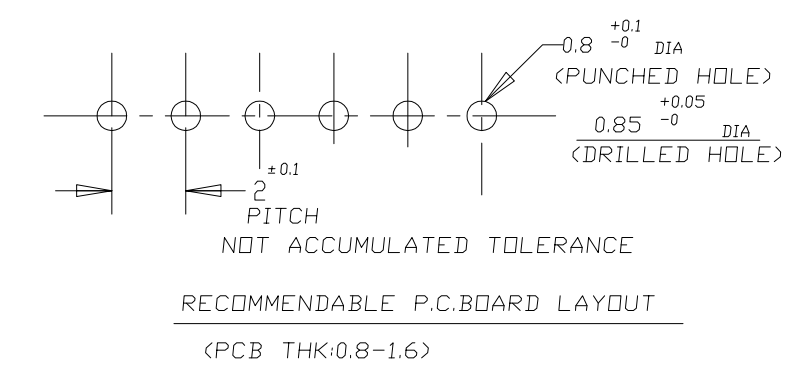 0.8 +0.1 -0 DIA
(PUNCHED HOLE)
0.85 +0.05 -0 DIA
(DRILLED HOLE)
2 ±0.1
PITCH
NOT ACCUMULATED TOLERANCE
RECOMMENDABLE P.C.BOARD LAYOUT
(PCB THK:0.8-1.6)